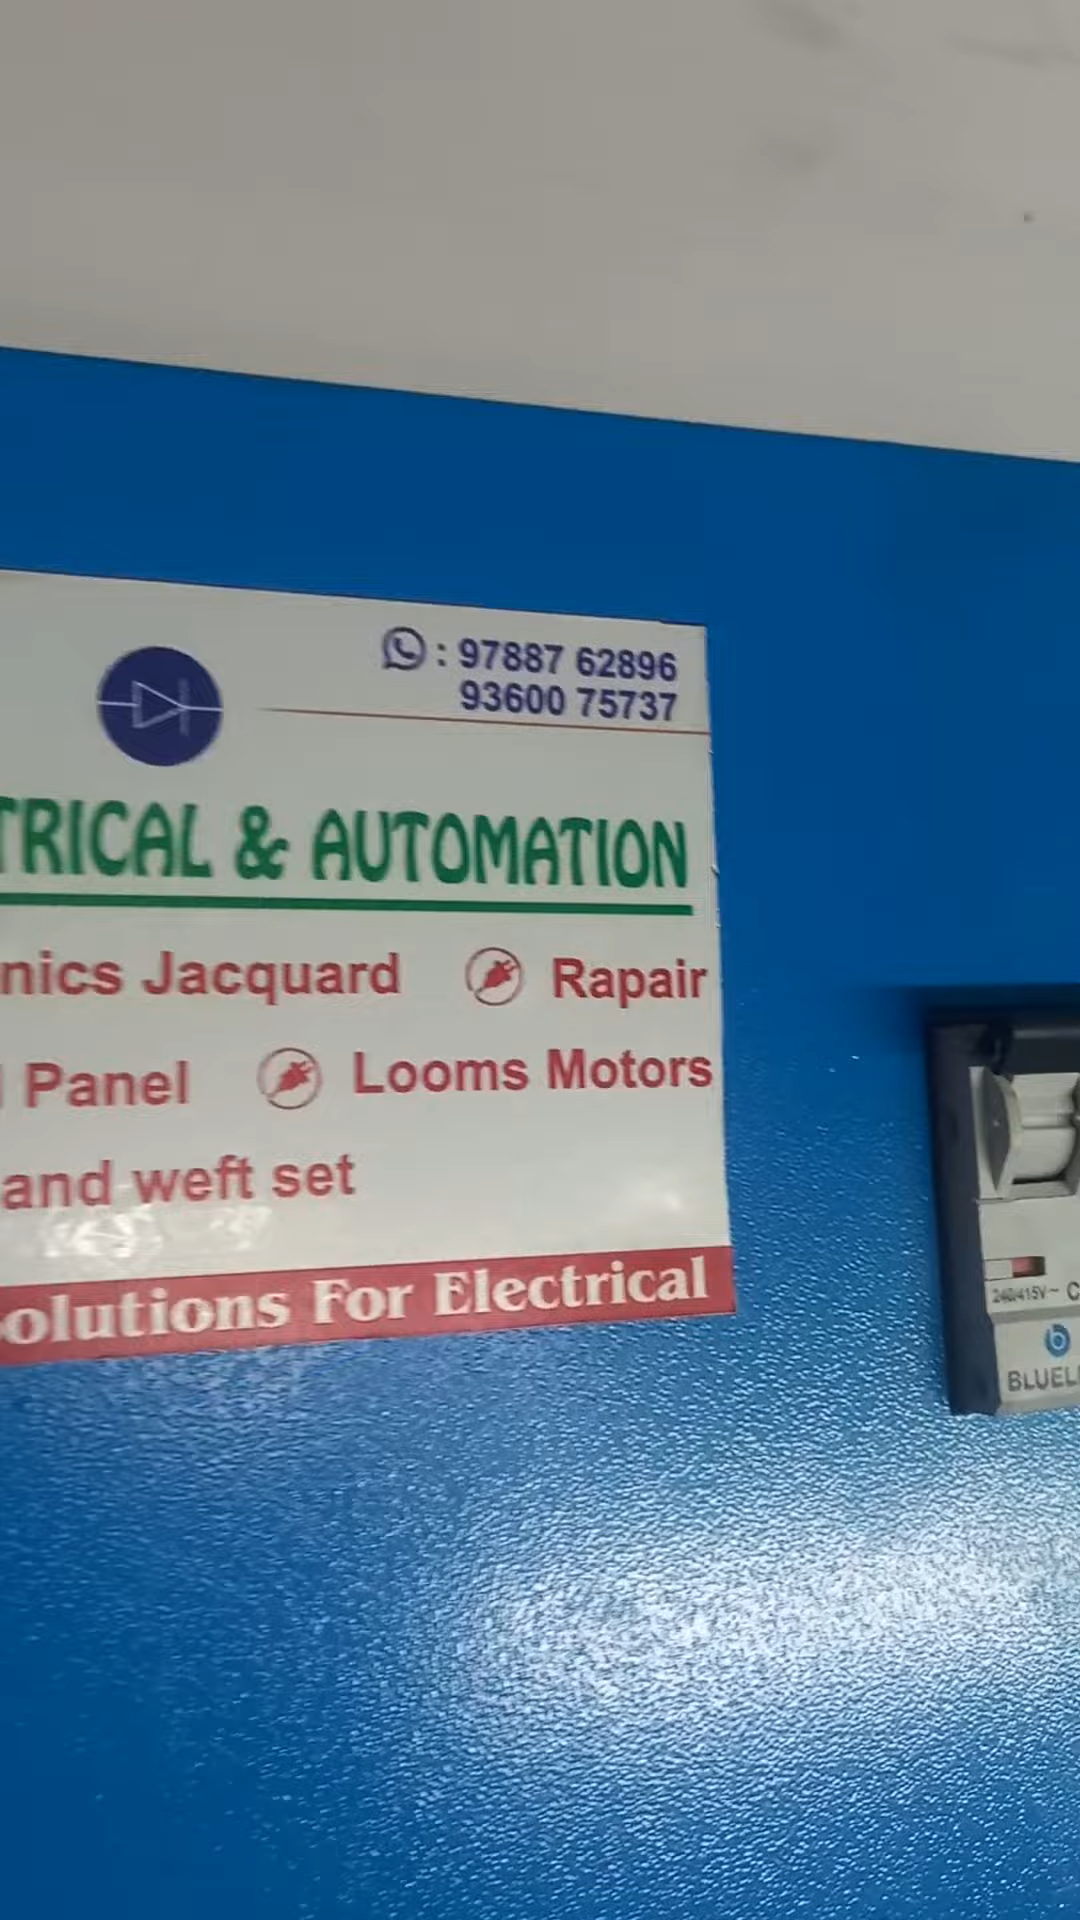 : 97887 62896
93600 75737
TRICAL & AUTOMATION
nics Jacquard Rapair
Panel Looms Motors
and weft set
olutions For Electrical
240/415V~ C
BLUEL